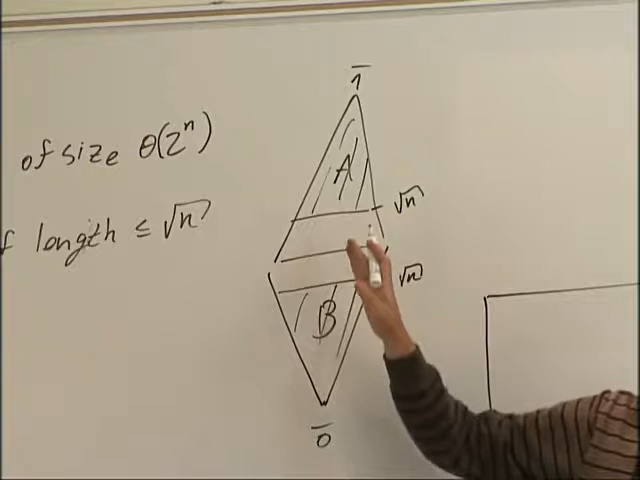 of size θ(2ⁿ)
f length ≤ √n
1̄
A
√n
√n
B
0̄